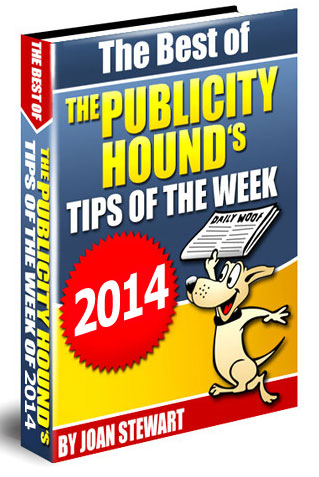 THE BEST OF
THE PUBLICITY HOUND's
TIPS OF THE WEEK OF 2014
The Best of
THE PUBLICITY
HOUND's
TIPS OF THE WEEK
DAILY WOOF
2014
BY JOAN STEWART